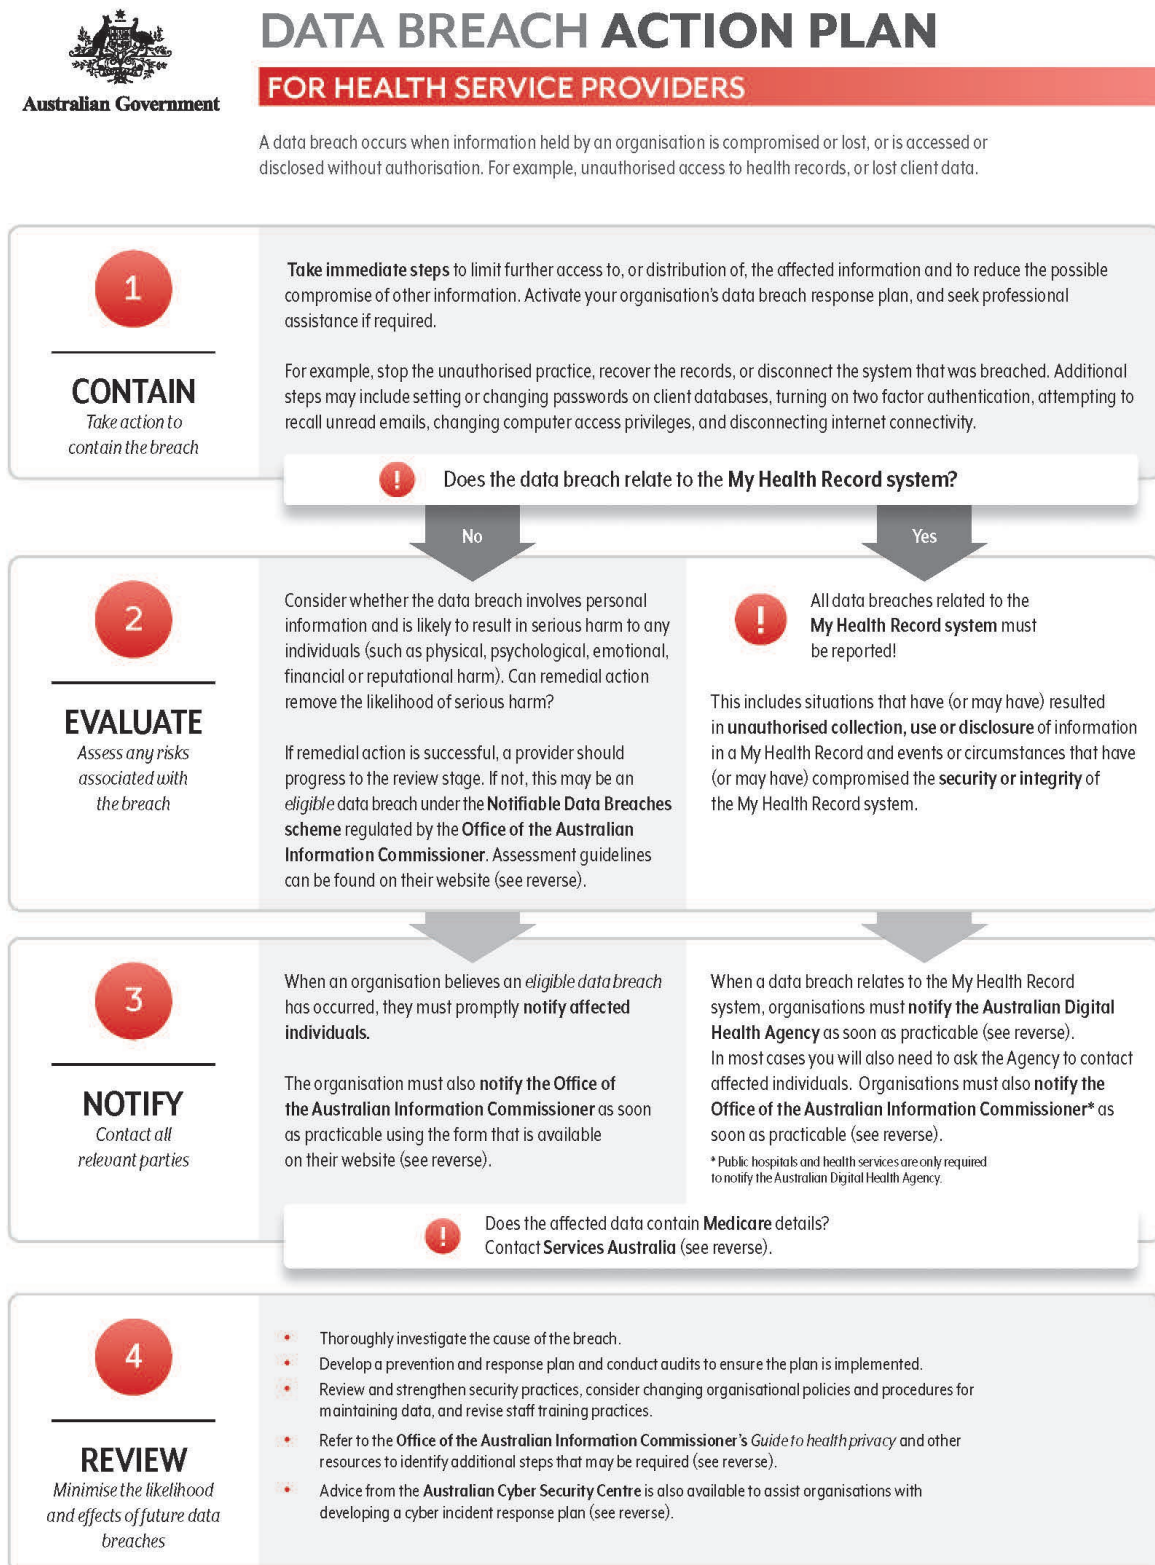 Australian Government
DATA BREACH ACTION PLAN
FOR HEALTH SERVICE PROVIDERS
A data breach occurs when information held by an organisation is compromised or lost, or is accessed or
disclosed without authorisation. For example, unauthorised access to health records, or lost client data.
1
CONTAIN
Take action to
contain the breach
Take immediate steps to limit further access to, or distribution of, the affected information and to reduce the possible
compromise of other information. Activate your organisation's data breach response plan, and seek professional
assistance if required.
For example, stop the unauthorised practice, recover the records, or disconnect the system that was breached. Additional
steps may include setting or changing passwords on client databases, turning on two factor authentication, attempting to
recall unread emails, changing computer access privileges, and disconnecting internet connectivity.
! Does the data breach relate to the My Health Record system?
No
Yes
2
EVALUATE
Assess any risks
associated with
the breach
Consider whether the data breach involves personal
information and is likely to result in serious harm to any
individuals (such as physical, psychological, emotional,
financial or reputational harm). Can remedial action
remove the likelihood of serious harm?
If remedial action is successful, a provider should
progress to the review stage. If not, this may be an
eligible data breach under the Notifiable Data Breaches
scheme regulated by the Office of the Australian
Information Commissioner. Assessment guidelines
can be found on their website (see reverse).
!
All data breaches related to the
My Health Record system must
be reported!
This includes situations that have (or may have) resulted
in unauthorised collection, use or disclosure of information
in a My Health Record and events or circumstances that have
(or may have) compromised the security or integrity of
the My Health Record system.
3
NOTIFY
Contact all
relevant parties
When an organisation believes an eligible data breach
has occurred, they must promptly notify affected
individuals.
The organisation must also notify the Office of
the Australian Information Commissioner as soon
as practicable using the form that is available
on their website (see reverse).
When a data breach relates to the My Health Record
system, organisations must notify the Australian Digital
Health Agency as soon as practicable (see reverse).
In most cases you will also need to ask the Agency to contact
affected individuals. Organisations must also notify the
Office of the Australian Information Commissioner* as
soon as practicable (see reverse).
* Public hospitals and health services are only required
to notify the Australian Digital Health Agency.
!
Does the affected data contain Medicare details?
Contact Services Australia (see reverse).
4
REVIEW
Minimise the likelihood
and effects of future data
breaches
• Thoroughly investigate the cause of the breach.
• Develop a prevention and response plan and conduct audits to ensure the plan is implemented.
• Review and strengthen security practices, consider changing organisational policies and procedures for
maintaining data, and revise staff training practices.
• Refer to the Office of the Australian Information Commissioner's Guide to health privacy and other
resources to identify additional steps that may be required (see reverse).
• Advice from the Australian Cyber Security Centre is also available to assist organisations with
developing a cyber incident response plan (see reverse).